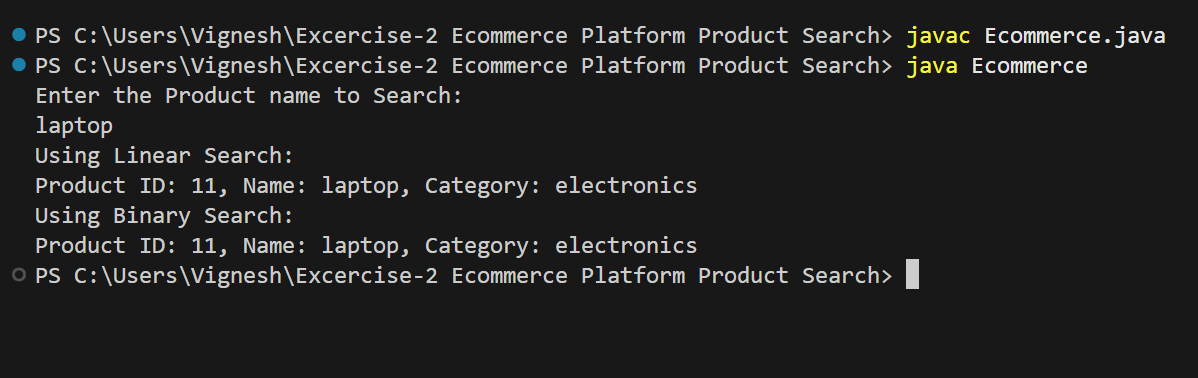 PS C:\Users\Vignesh\Excercise-2 Ecommerce Platform Product Search> javac Ecommerce.java
PS C:\Users\Vignesh\Excercise-2 Ecommerce Platform Product Search> java Ecommerce
Enter the Product name to Search:
laptop
Using Linear Search:
Product ID: 11, Name: laptop, Category: electronics
Using Binary Search:
Product ID: 11, Name: laptop, Category: electronics
PS C:\Users\Vignesh\Excercise-2 Ecommerce Platform Product Search>